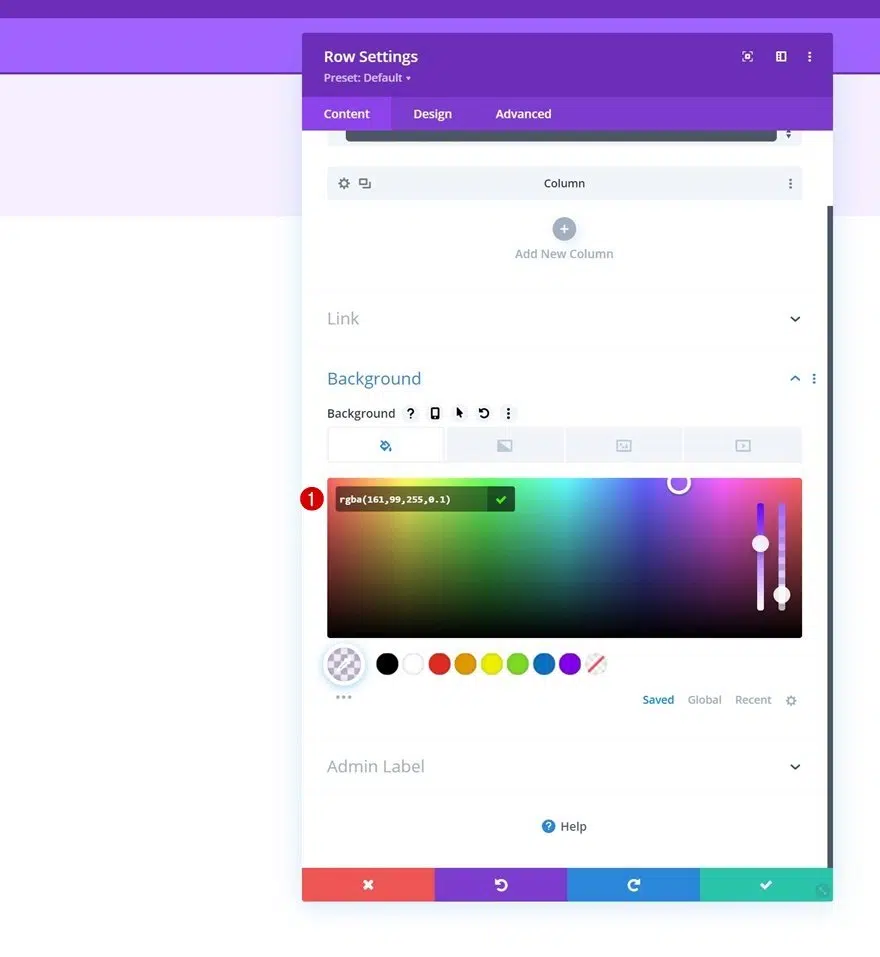 Row Settings
Preset: Default
Content Design Advanced
Column
Add New Column
Link
Background
Background
1
rgba(161,99,255,0.1)
Saved Global Recent
Admin Label
Help